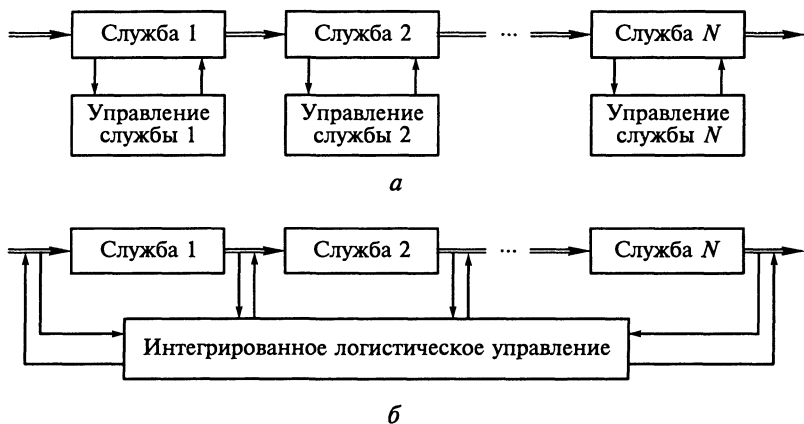 Служба 1
Служба 2
...
Служба N
Управление
службы 1
Управление
службы 2
Управление
службы N
а
Служба 1
Служба 2
...
Служба N
Интегрированное логистическое управление
б